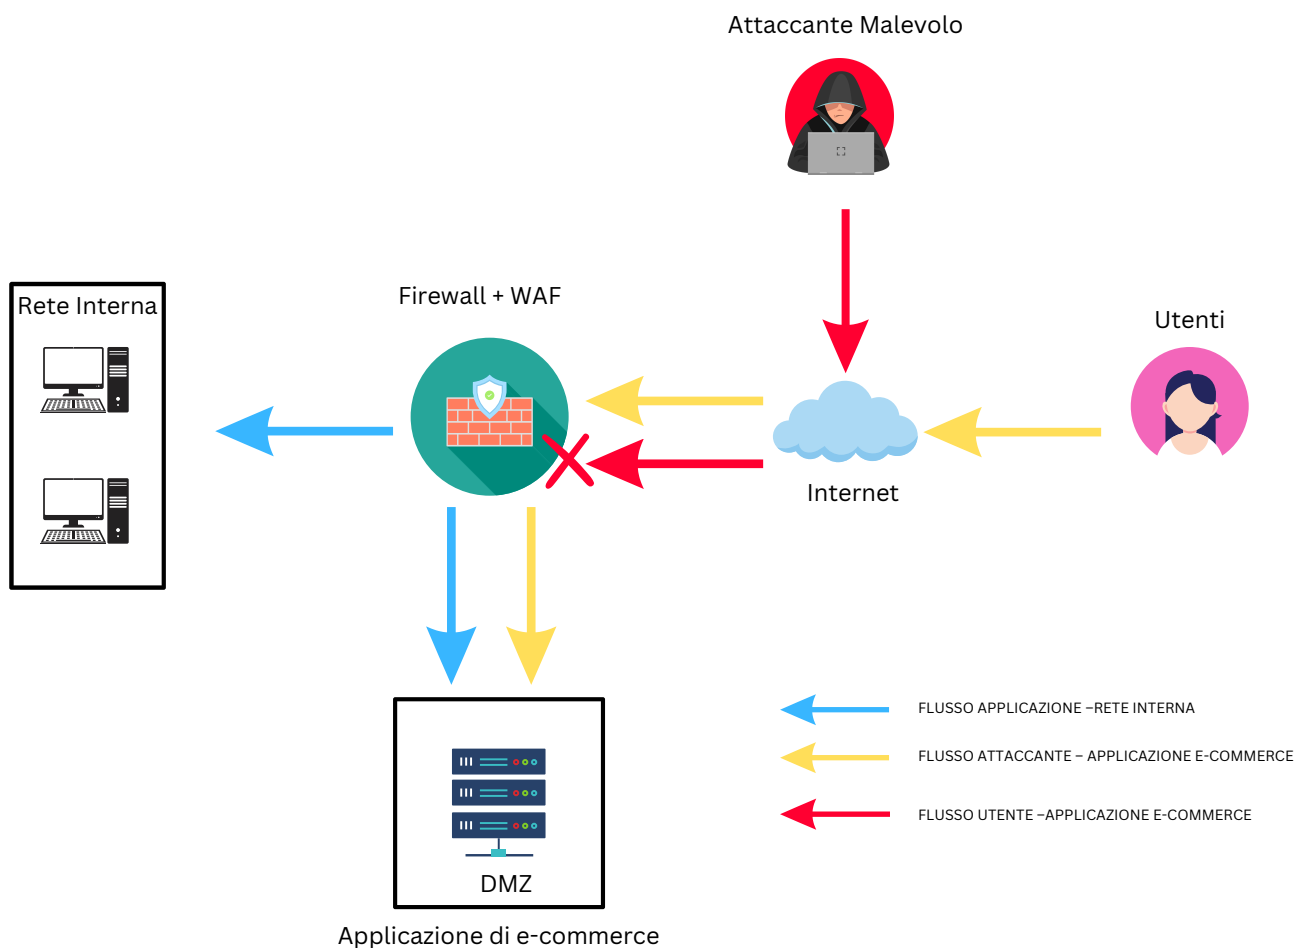 Attaccante Malevolo
Rete Interna
Firewall + WAF
Utenti
Internet
FLUSSO APPLICAZIONE –RETE INTERNA
FLUSSO ATTACCANTE – APPLICAZIONE E-COMMERCE
FLUSSO UTENTE –APPLICAZIONE E-COMMERCE
DMZ
Applicazione di e-commerce